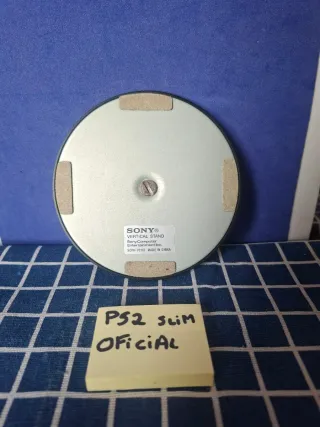 SONY®
VERTICAL STAND
Sony Computer
Entertainment Inc.
MADE IN CHINA
PS2 SLIM
OFiCiAL